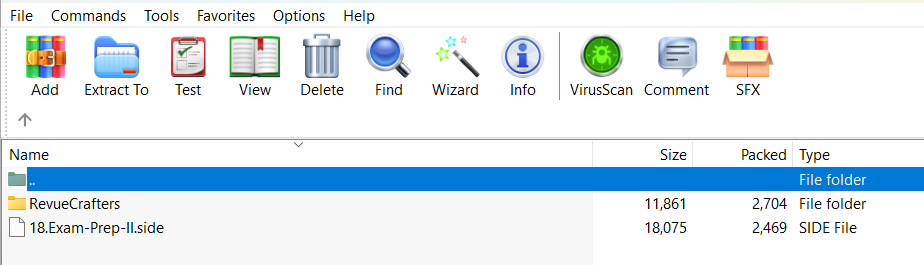 File Commands Tools Favorites Options Help
Add Extract To Test View Delete Find Wizard Info VirusScan Comment SFX
Name Size Packed Type
.. File folder
RevueCrafters 11,861 2,704 File folder
18.Exam-Prep-II.side 18,075 2,469 SIDE File